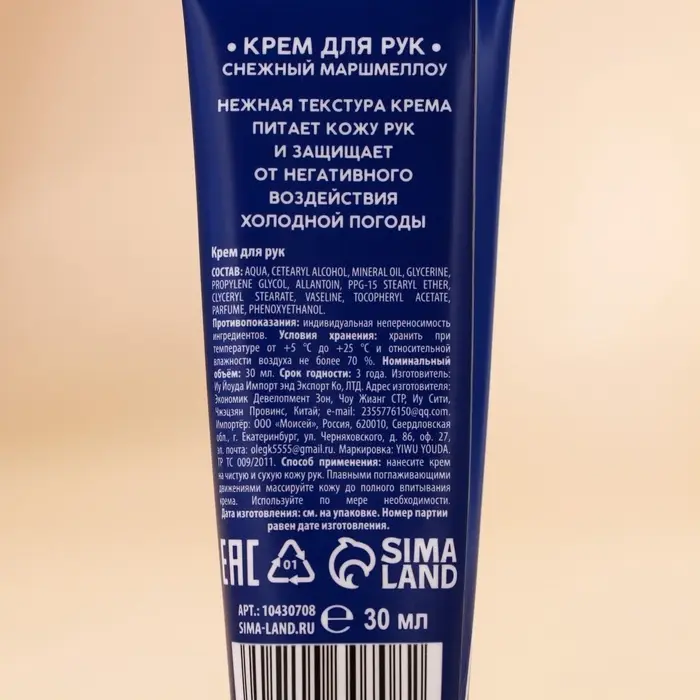 • КРЕМ ДЛЯ РУК •
СНЕЖНЫЙ МАРШМЕЛЛОУ
НЕЖНАЯ ТЕКСТУРА КРЕМА
ПИТАЕТ КОЖУ РУК
И ЗАЩИЩАЕТ
ОТ НЕГАТИВНОГО
ВОЗДЕЙСТВИЯ
ХОЛОДНОЙ ПОГОДЫ
Крем для рук
СОСТАВ: AQUA, CETEARYL ALCOHOL, MINERAL OIL, GLYCERINE,
PROPYLENE GLYCOL, ALLANTOIN, PPG-15 STEARYL ETHER,
GLYCERYL STEARATE, VASELINE, TOCOPHERYL ACETATE,
PARFUME, PHENOXYETHANOL.
Противопоказания: индивидуальная непереносимость
ингредиентов. Условия хранения: хранить при
температуре от +5 °C до +25 °C и относительной
влажности воздуха не более 70 %. Номинальный
объём: 30 мл. Срок годности: 3 года. Изготовитель:
Иу Йоуда Импорт энд Экспорт Ко, ЛТД. Адрес изготовителя:
Экономик Девелопмент Зон, Чоу Жианг СТР, Иу Сити,
Чжэцзян Провинс, Китай; e-mail: 2355776150@qq.com.
Импортёр: ООО «Моисей», Россия, 620010, Свердловская
обл., г. Екатеринбург, ул. Черняховского, д. 86, оф. 27,
эл. почта: olegk5555@gmail.ru. Маркировка: YIWU YOUDA.
ТР ТС 009/2011. Способ применения: нанесите крем
на чистую и сухую кожу рук. Плавными поглаживающими
движениями массируйте кожу до полного впитывания
крема. Используйте по мере необходимости.
Дата изготовления: см. на упаковке. Номер партии
равен дате изготовления.
EAC 01 SIMA
LAND
АРТ.: 10430708
SIMA-LAND.RU
℮ 30 мл